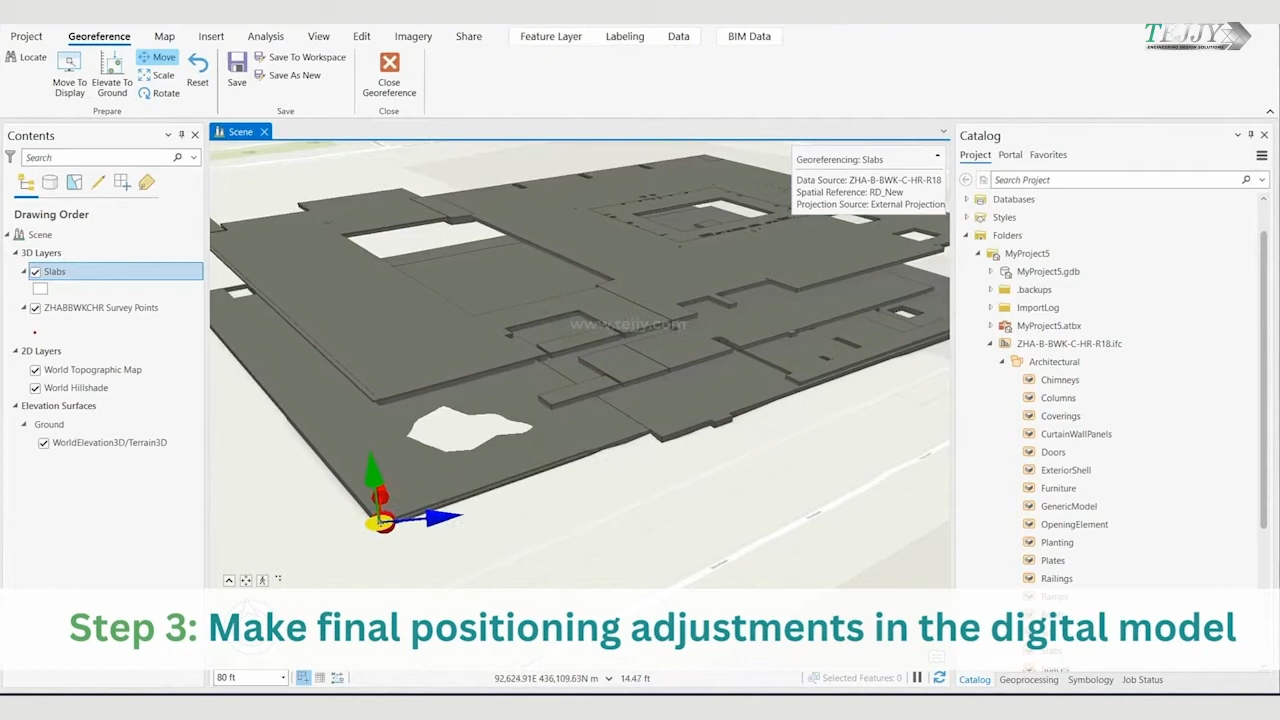 Project Georeference Map Insert Analysis View Edit Imagery Share Feature Layer Labeling Data BIM Data
TEJJY
ENGINEERING DESIGN SOLUTIONS
Locate
Move To Display
Elevate To Ground
Move
Scale
Rotate
Reset
Prepare
Save
Save To Workspace
Save As New
Save
Close Georeference
Close
Contents
Search
Drawing Order
Scene
3D Layers
Slabs
ZHABBWKCHR Survey Points
2D Layers
World Topographic Map
World Hillshade
Elevation Surfaces
Ground
WorldElevation3D/Terrain3D
Scene
Georeferencing: Slabs
Data Source: ZHA-B-BWK-C-HR-R18
Spatial Reference: RD_New
Projection Source: External Projection
www.tejjy.com
Catalog
Project Portal Favorites
Search Project
Databases
Styles
Folders
MyProject5
MyProject5.gdb
.backups
ImportLog
MyProject5.atbx
ZHA-B-BWK-C-HR-R18.ifc
Architectural
Chimneys
Columns
Coverings
CurtainWallPanels
Doors
ExteriorShell
Furniture
GenericModel
OpeningElement
Planting
Plates
Railings
Ramps
Step 3: Make final positioning adjustments in the digital model
80 ft
92,624.91E 436,109.63N m
14.47 ft
Selected Features: 0
Catalog Geoprocessing Symbology Job Status